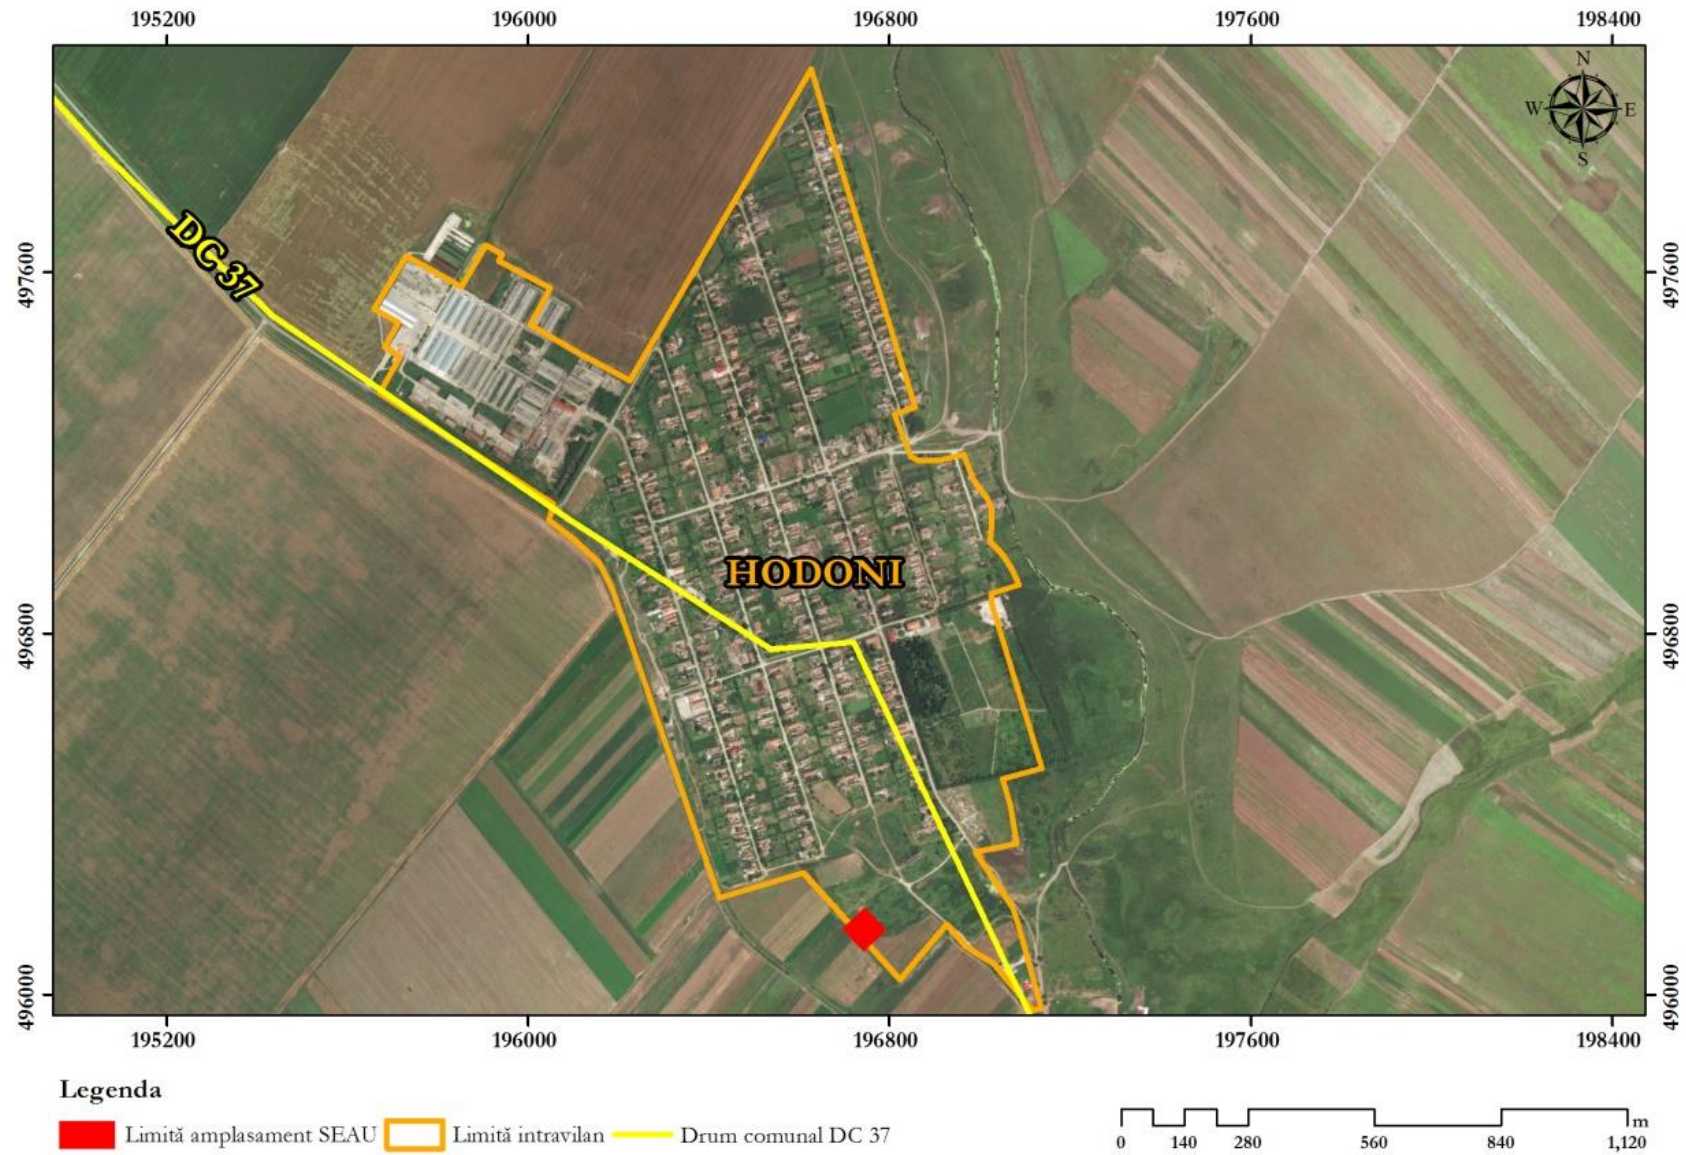 195200 196000 196800 197600 198400
N
W E
S
DC 37
497600 497600
HODONI
496800 496800
496000 496000
195200 196000 196800 197600 198400
Legenda
Limită amplasament SEAU Limită intravilan Drum comunal DC 37
m
0 140 280 560 840 1,120